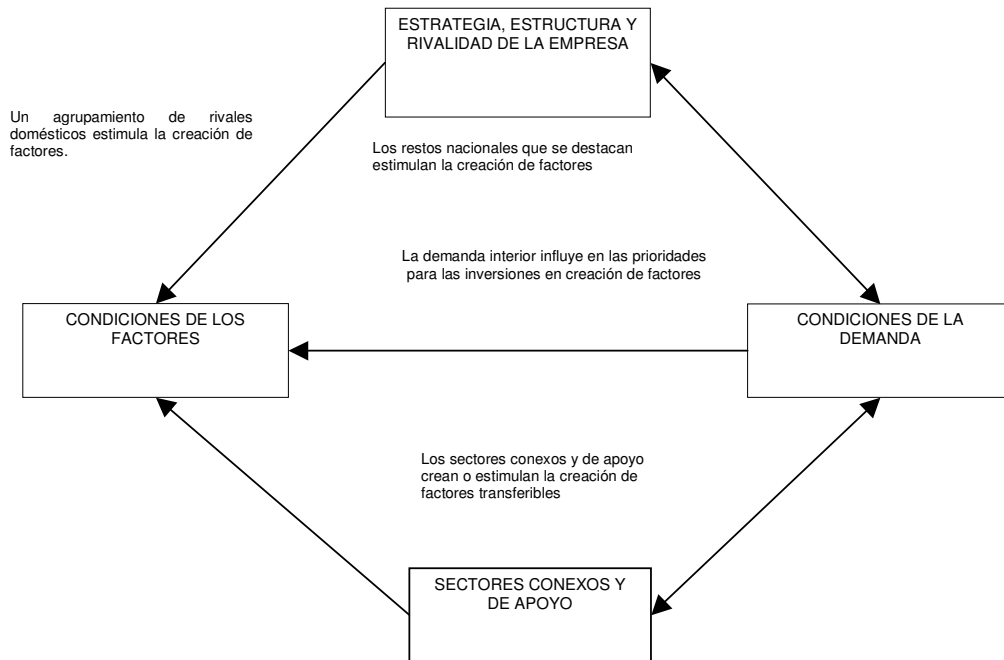 ESTRATEGIA, ESTRUCTURA Y
RIVALIDAD DE LA EMPRESA
Un agrupamiento de rivales
domésticos estimula la creación de
factores.
Los restos nacionales que se destacan
estimulan la creación de factores
La demanda interior influye en las prioridades
para las inversiones en creación de factores
CONDICIONES DE LOS
FACTORES
CONDICIONES DE LA
DEMANDA
Los sectores conexos y de apoyo
crean o estimulan la creación de
factores transferibles
SECTORES CONEXOS Y
DE APOYO